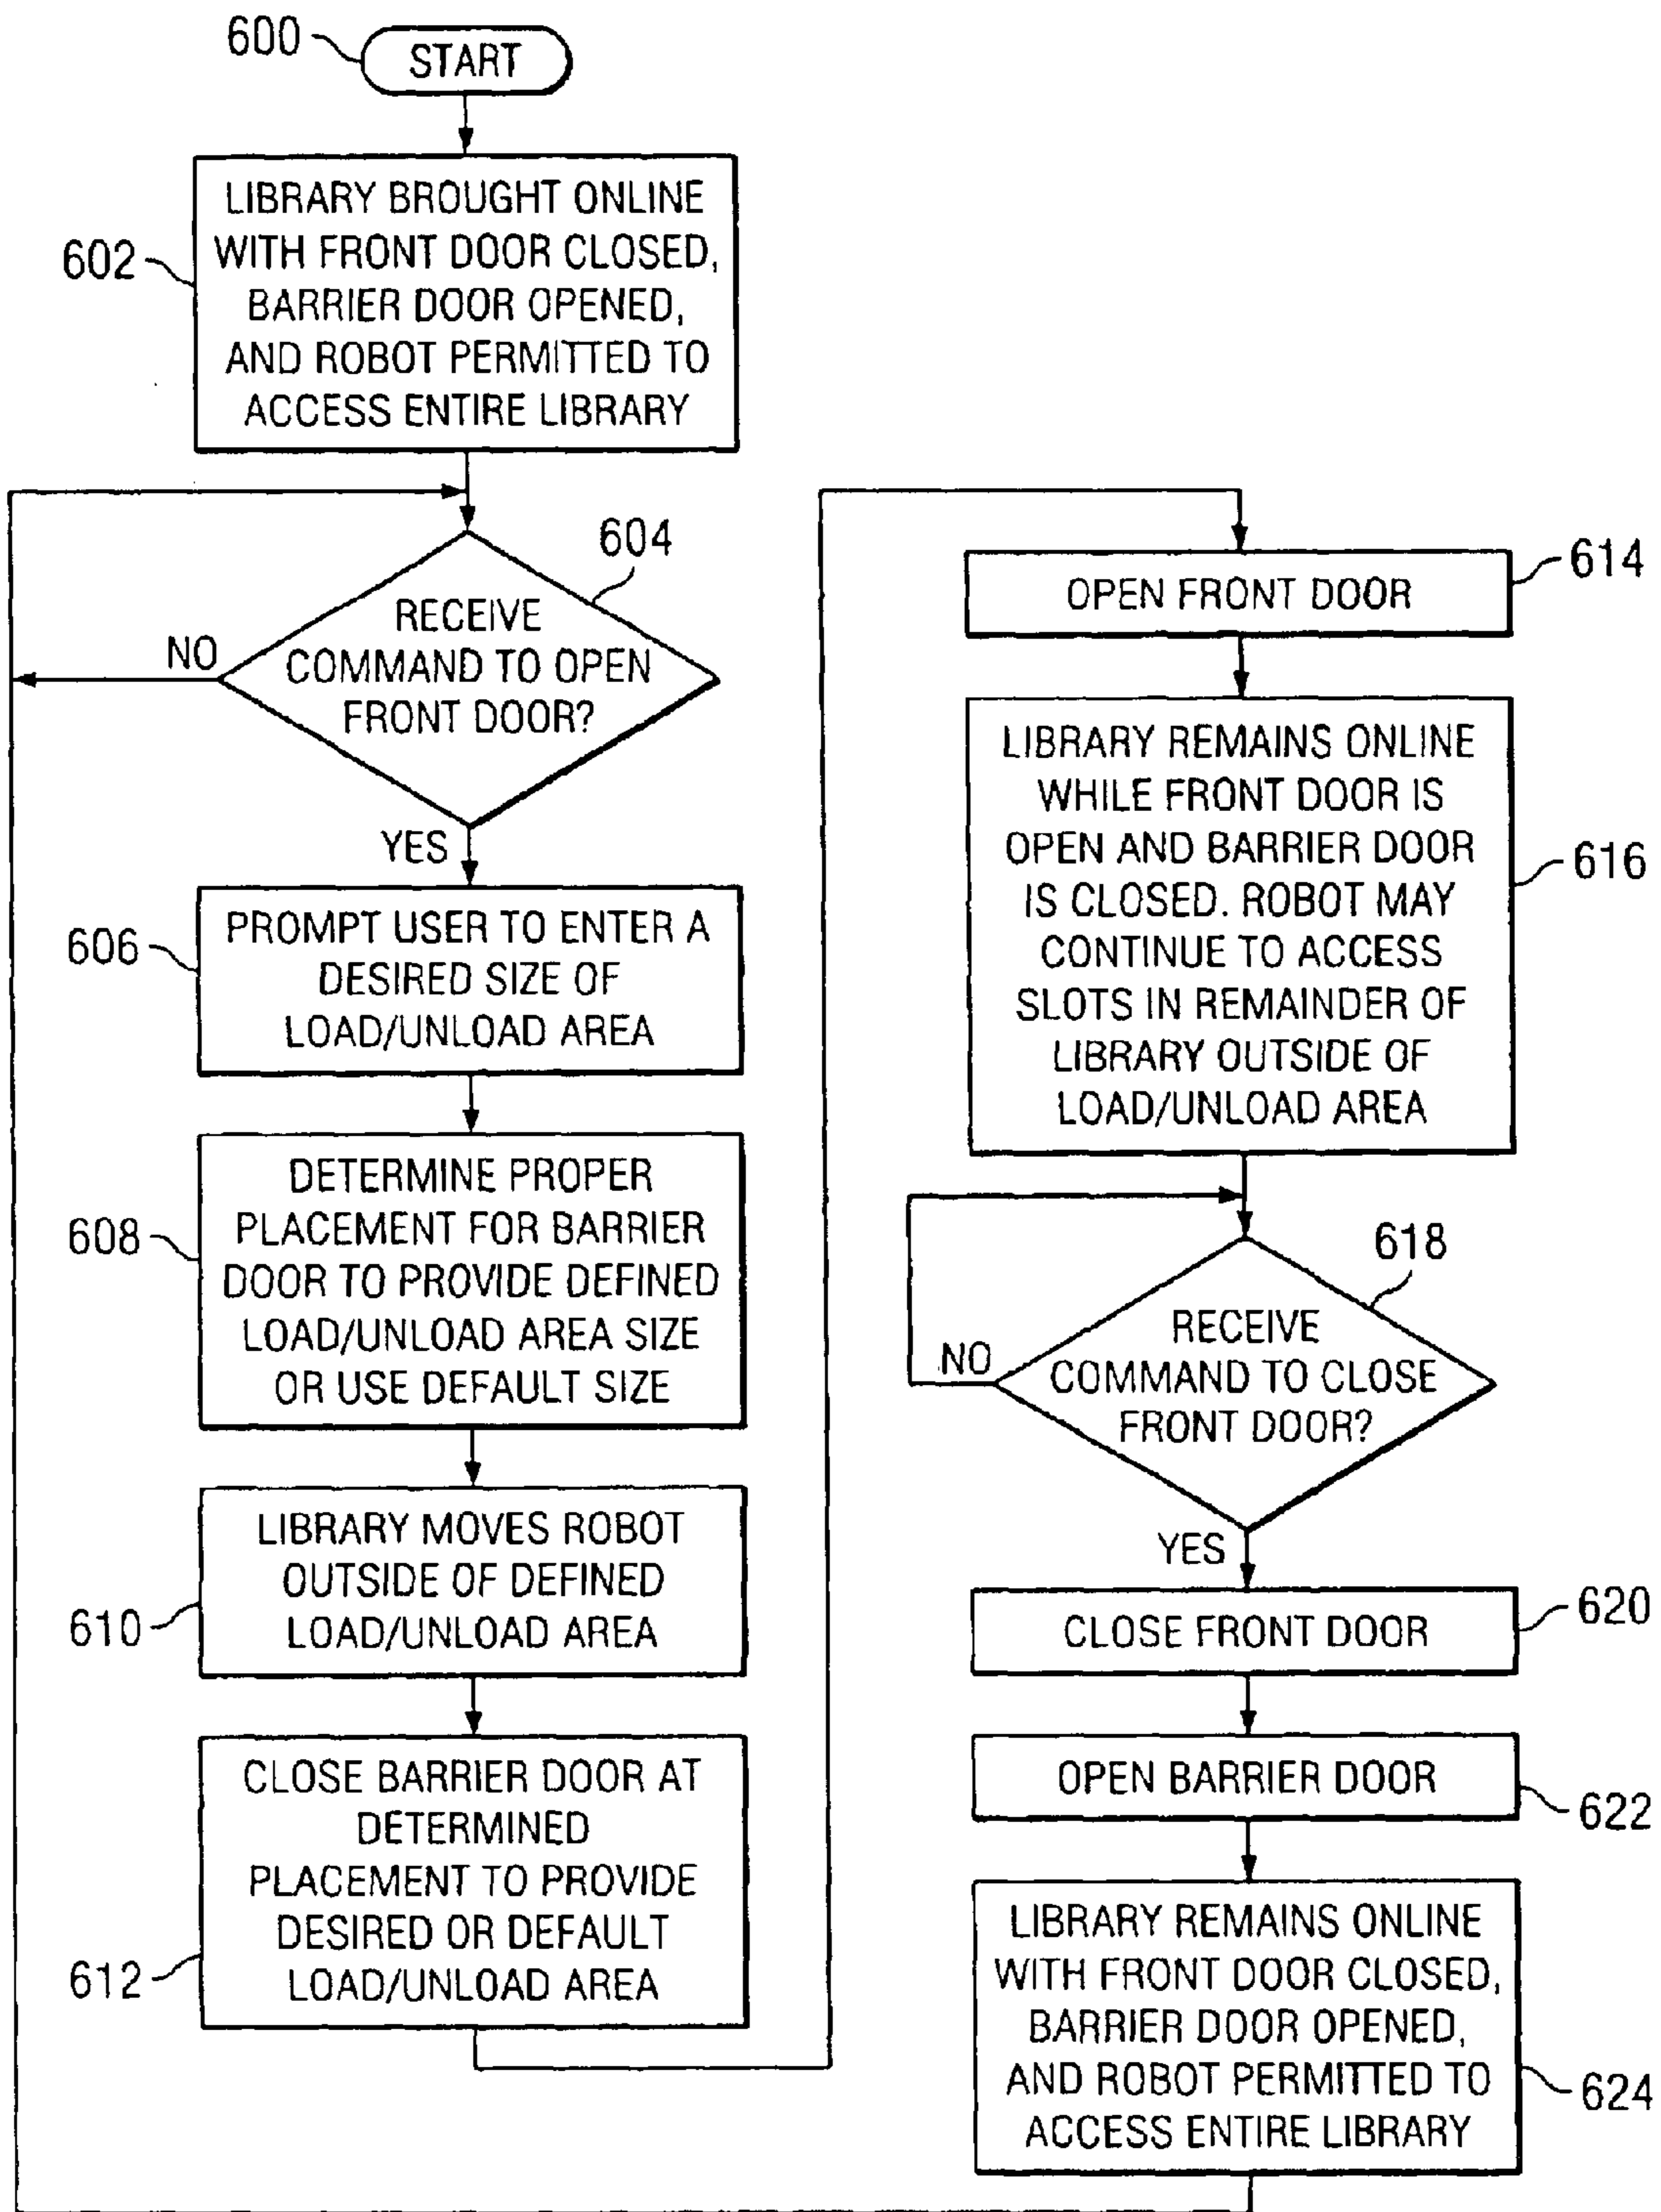 600
START
602
LIBRARY BROUGHT ONLINE
WITH FRONT DOOR CLOSED,
BARRIER DOOR OPENED,
AND ROBOT PERMITTED TO
ACCESS ENTIRE LIBRARY
604
RECEIVE
COMMAND TO OPEN
FRONT DOOR?
NO
YES
606
PROMPT USER TO ENTER A
DESIRED SIZE OF
LOAD/UNLOAD AREA
608
DETERMINE PROPER
PLACEMENT FOR BARRIER
DOOR TO PROVIDE DEFINED
LOAD/UNLOAD AREA SIZE
OR USE DEFAULT SIZE
610
LIBRARY MOVES ROBOT
OUTSIDE OF DEFINED
LOAD/UNLOAD AREA
612
CLOSE BARRIER DOOR AT
DETERMINED
PLACEMENT TO PROVIDE
DESIRED OR DEFAULT
LOAD/UNLOAD AREA
614
OPEN FRONT DOOR
616
LIBRARY REMAINS ONLINE
WHILE FRONT DOOR IS
OPEN AND BARRIER DOOR
IS CLOSED. ROBOT MAY
CONTINUE TO ACCESS
SLOTS IN REMAINDER OF
LIBRARY OUTSIDE OF
LOAD/UNLOAD AREA
618
RECEIVE
COMMAND TO CLOSE
FRONT DOOR?
NO
YES
620
CLOSE FRONT DOOR
622
OPEN BARRIER DOOR
624
LIBRARY REMAINS ONLINE
WITH FRONT DOOR CLOSED,
BARRIER DOOR OPENED,
AND ROBOT PERMITTED TO
ACCESS ENTIRE LIBRARY